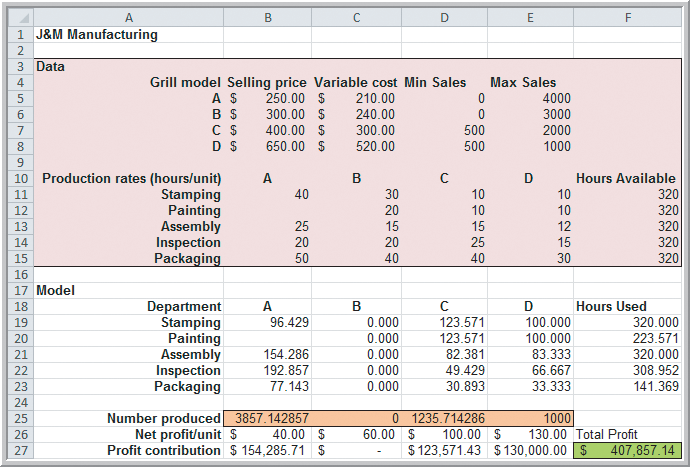 A B C D E F
1 J&M Manufacturing
2
3 Data
4 Grill model Selling price Variable cost Min Sales Max Sales
5 A $ 250.00 $ 210.00 0 4000
6 B $ 300.00 $ 240.00 0 3000
7 C $ 400.00 $ 300.00 500 2000
8 D $ 650.00 $ 520.00 500 1000
9
10 Production rates (hours/unit) A B C D Hours Available
11 Stamping 40 30 10 10 320
12 Painting 20 10 10 320
13 Assembly 25 15 15 12 320
14 Inspection 20 20 25 15 320
15 Packaging 50 40 40 30 320
16
17 Model
18 Department A B C D Hours Used
19 Stamping 96.429 0.000 123.571 100.000 320.000
20 Painting 0.000 123.571 100.000 223.571
21 Assembly 154.286 0.000 82.381 83.333 320.000
22 Inspection 192.857 0.000 49.429 66.667 308.952
23 Packaging 77.143 0.000 30.893 33.333 141.369
24
25 Number produced 3857.142857 0 1235.714286 1000
26 Net profit/unit $ 40.00 $ 60.00 $ 100.00 $ 130.00 Total Profit
27 Profit contribution $ 154,285.71 $ - $ 123,571.43 $ 130,000.00 $ 407,857.14